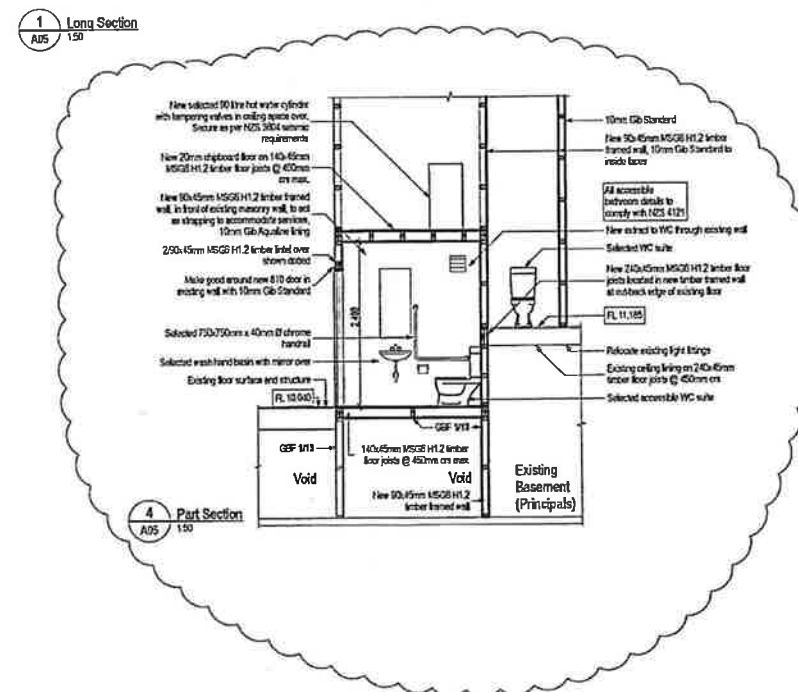 1
A05
Long Section
1:50
New selected 90 litre hot water cylinder
with tempering valves in ceiling space over.
Secure as per NZS 3604 seismic
requirements
New 20mm chipboard floor on 140x45mm
MSG8 H1.2 timber floor joists @ 450mm
crs max.
New 90x45mm MSG8 H1.2 timber framed
wall, in front of existing masonry wall, to act
as strapping to accommodate services,
10mm Gib Aqualine lining
2/90x45mm MSG8 H1.2 timber lintel over
shown dotted
Make good around new 810 door in
existing wall with 10mm Gib Standard
Selected 750x750mm x 40mm Ø chrome
handrail
Selected wash hand basin with mirror over
Existing floor surface and structure
FL 10,040
GBF 1/13
Void
2,400
GBF 1/13
140x45mm MSG8 H1.2 timber
floor joists @ 450mm crs max
Void
New 90x45mm MSG8 H1.2
timber framed wall
Existing
Basement
(Principals)
10mm Gib Standard
New 90x45mm MSG8 H1.2 timber
framed wall, 10mm Gib Standard to
inside faces
All accessible
bathroom details to
comply with NZS 4121
New extract to WC through existing wall
Selected WC suite
New 240x45mm MSG8 H1.2 timber floor
joists located in new timber framed wall
at cut-back edge of existing floor
FL 11,185
Relocate existing light fittings
Existing ceiling lining on 240x45mm
timber floor joists @ 450mm crs
Selected accessible WC suite
4
A05
Part Section
1:50